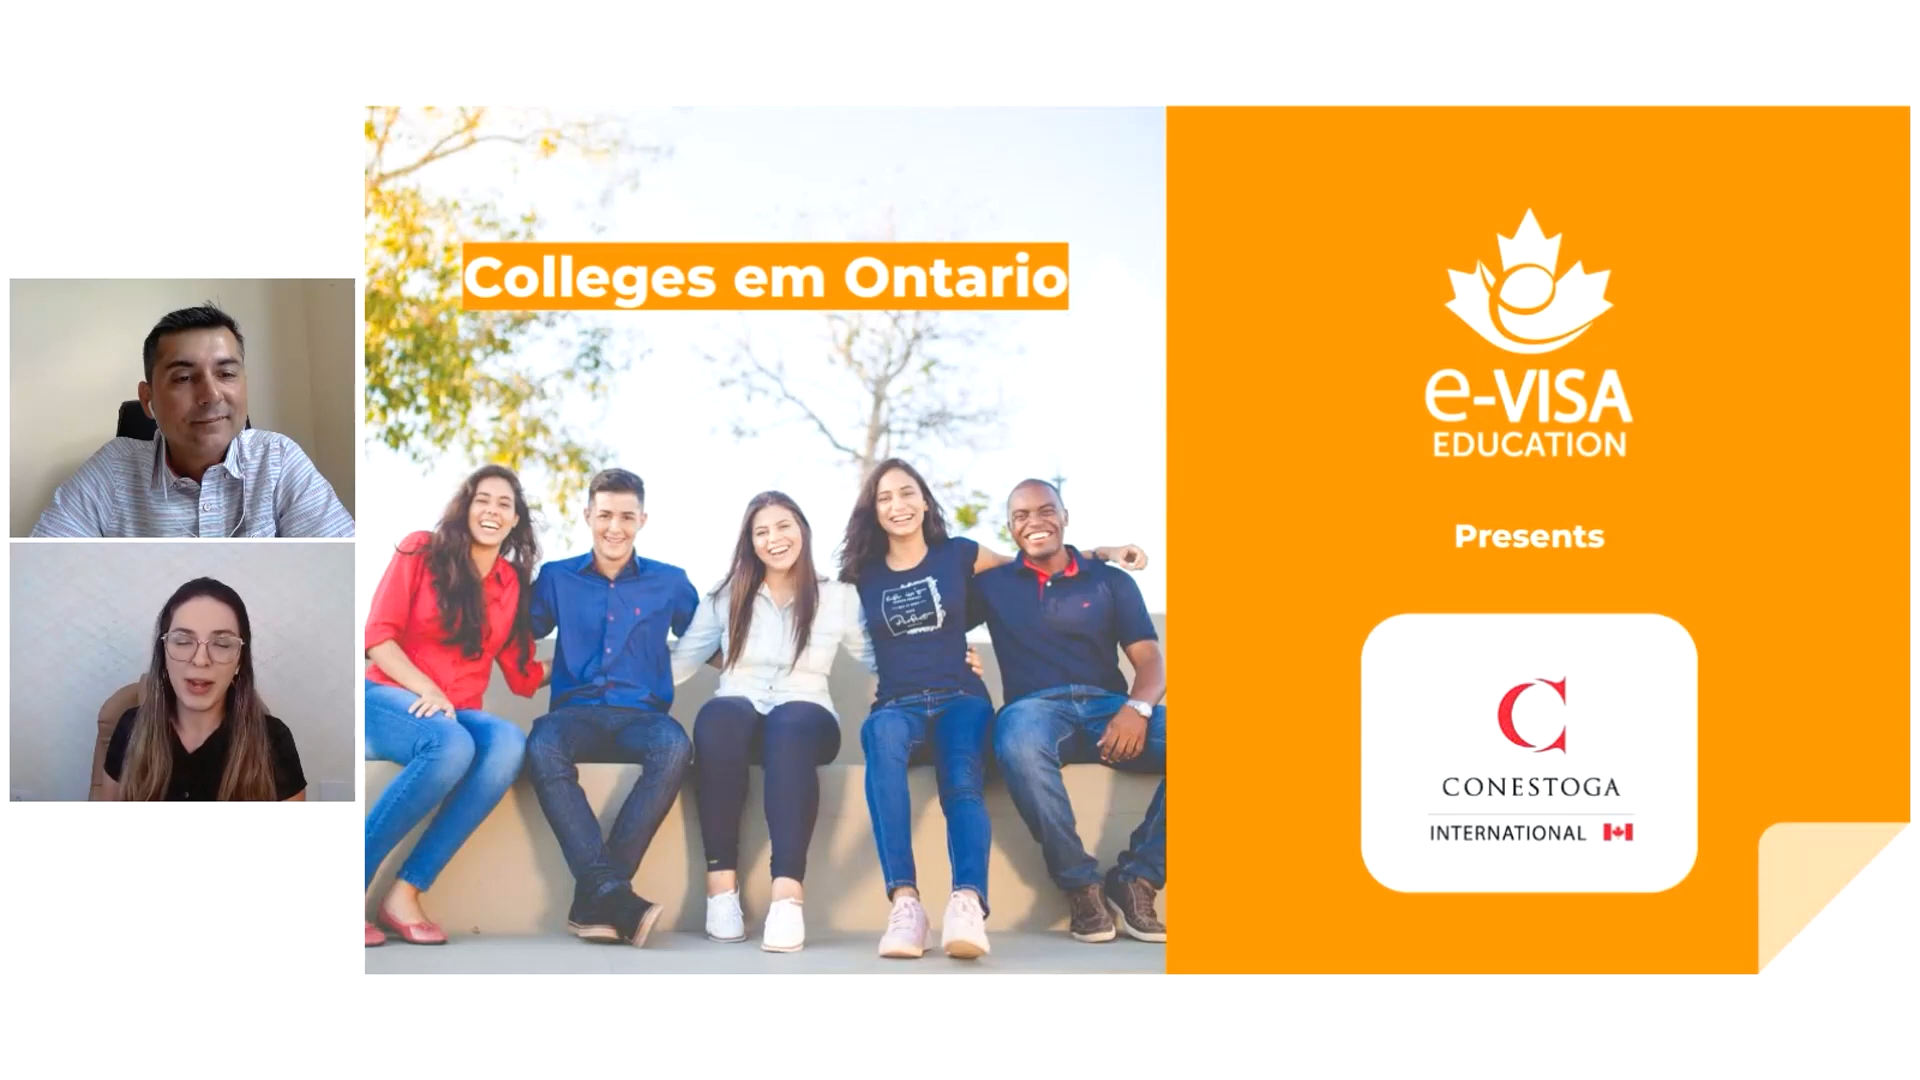 Colleges em Ontario
e-VISA
EDUCATION
Presents
CONESTOGA
INTERNATIONAL